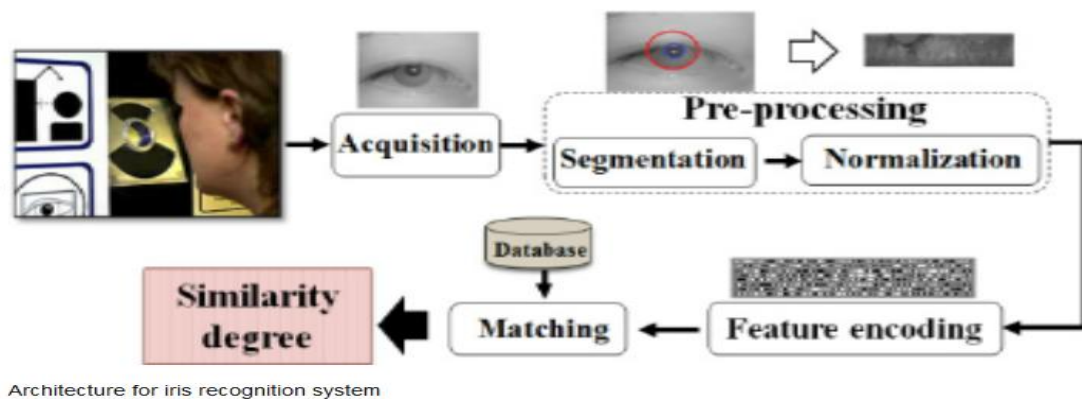 Acquisition
Pre-processing
Segmentation
Normalization
Database
Similarity
degree
Matching
Feature encoding
Architecture for iris recognition system